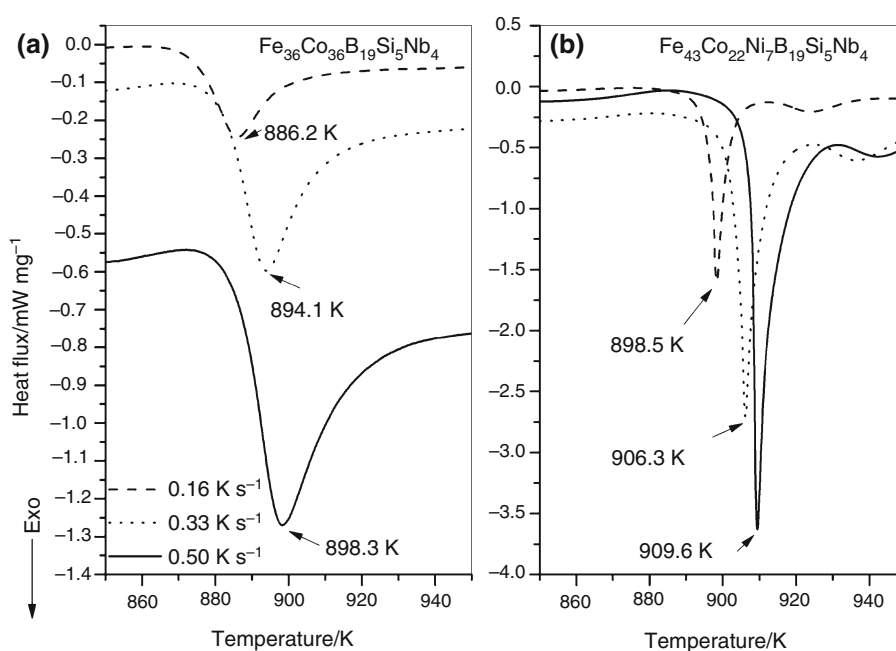 (a) Fe36Co36B19Si5Nb4
0.0
–0.1
–0.2
–0.3
–0.4
–0.5
–0.6
–0.7
–0.8
–0.9
–1.0
–1.1
–1.2
–1.3
–1.4
Heat flux/mW mg–1
Exo
886.2 K
894.1 K
898.3 K
0.16 K s–1
0.33 K s–1
0.50 K s–1
860 880 900 920 940
Temperature/K
(b) Fe43Co22Ni7B19Si5Nb4
0.5
0.0
–0.5
–1.0
–1.5
–2.0
–2.5
–3.0
–3.5
–4.0
898.5 K
906.3 K
909.6 K
860 880 900 920 940
Temperature/K